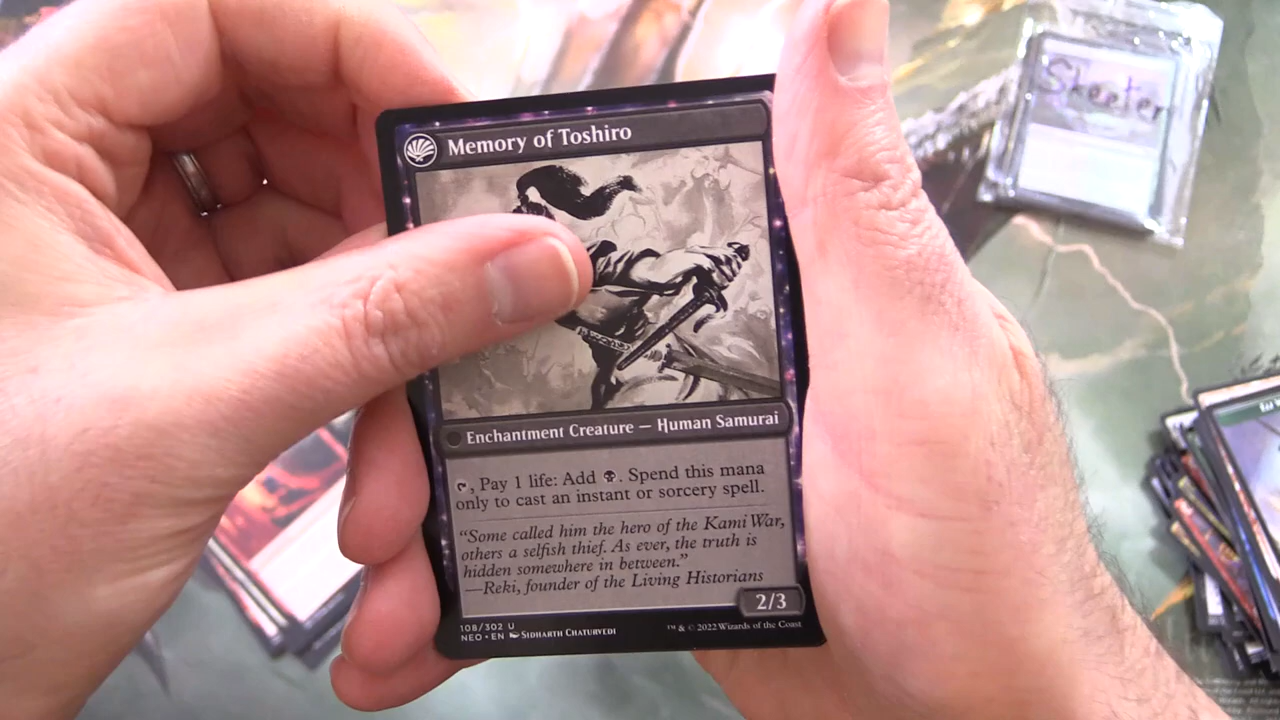 Skeeter
Memory of Toshiro
Enchantment Creature — Human Samurai
, Pay 1 life: Add . Spend this mana
only to cast an instant or sorcery spell.
"Some called him the hero of the Kami War,
others a selfish thief. As ever, the truth is
hidden somewhere in between."
—Reki, founder of the Living Historians
2/3
108/302 U
NEO • EN Sidharth Chaturvedi
™ & © 2022 Wizards of the Coast